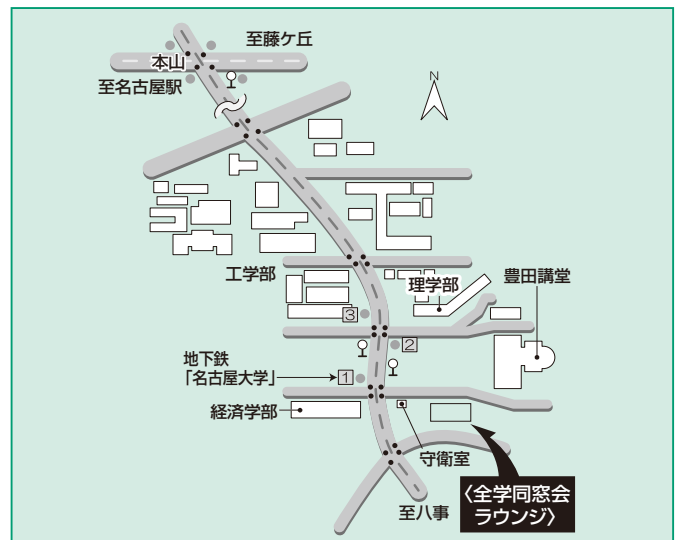 至藤ケ丘
本山
至名古屋駅
N
工学部
理学部
豊田講堂
3
2
地下鉄
「名古屋大学」
1
経済学部
守衛室
〈全学同窓会
ラウンジ〉
至八事